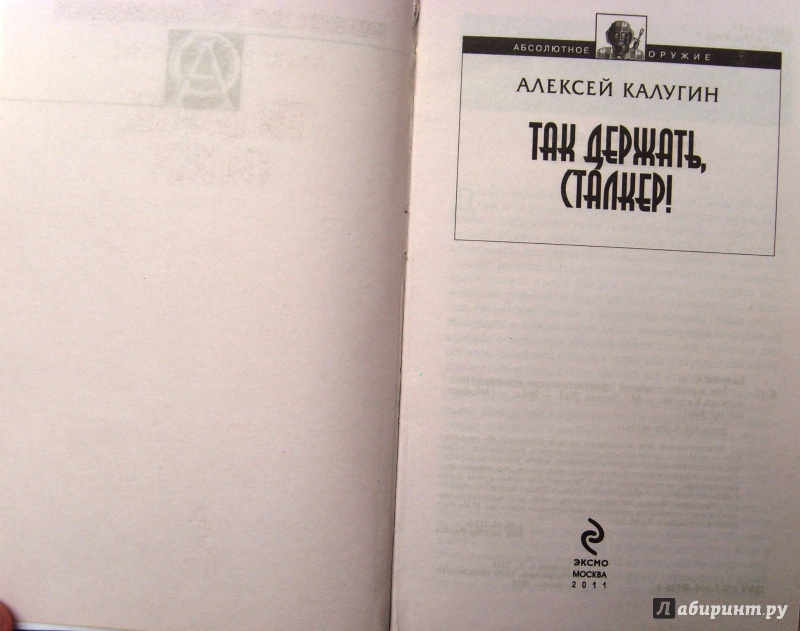 АБСОЛЮТНОЕ ОРУЖИЕ
АЛЕКСЕЙ КАЛУГИН
ТАК ДЕРЖАТЬ,
СТАЛКЕР!
ЭКСМО
МОСКВА
2011
Лабиринт.ру